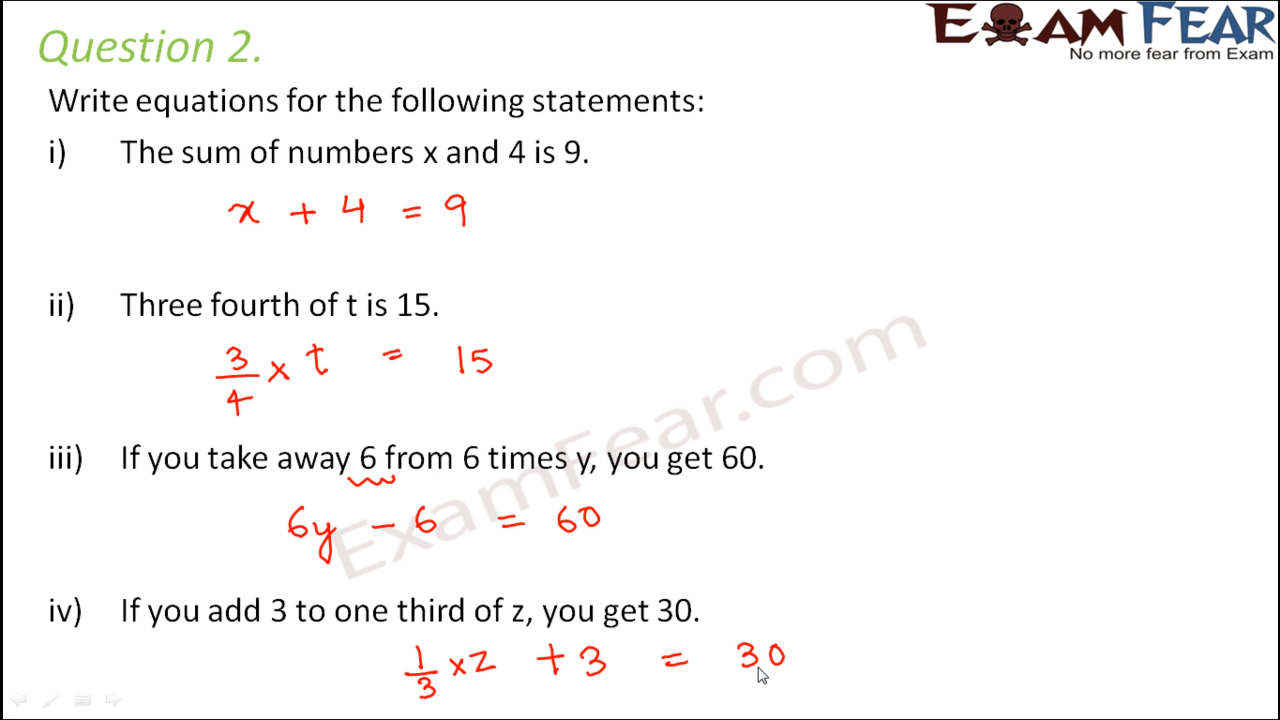 Question 2.
EXAM FEAR
No more fear from Exam
Write equations for the following statements:
i) The sum of numbers x and 4 is 9.
x + 4 = 9
ii) Three fourth of t is 15.
3/4 × t = 15
iii) If you take away 6 from 6 times y, you get 60.
6y - 6 = 60
iv) If you add 3 to one third of z, you get 30.
1/3 × z + 3 = 30
ExamFear.com